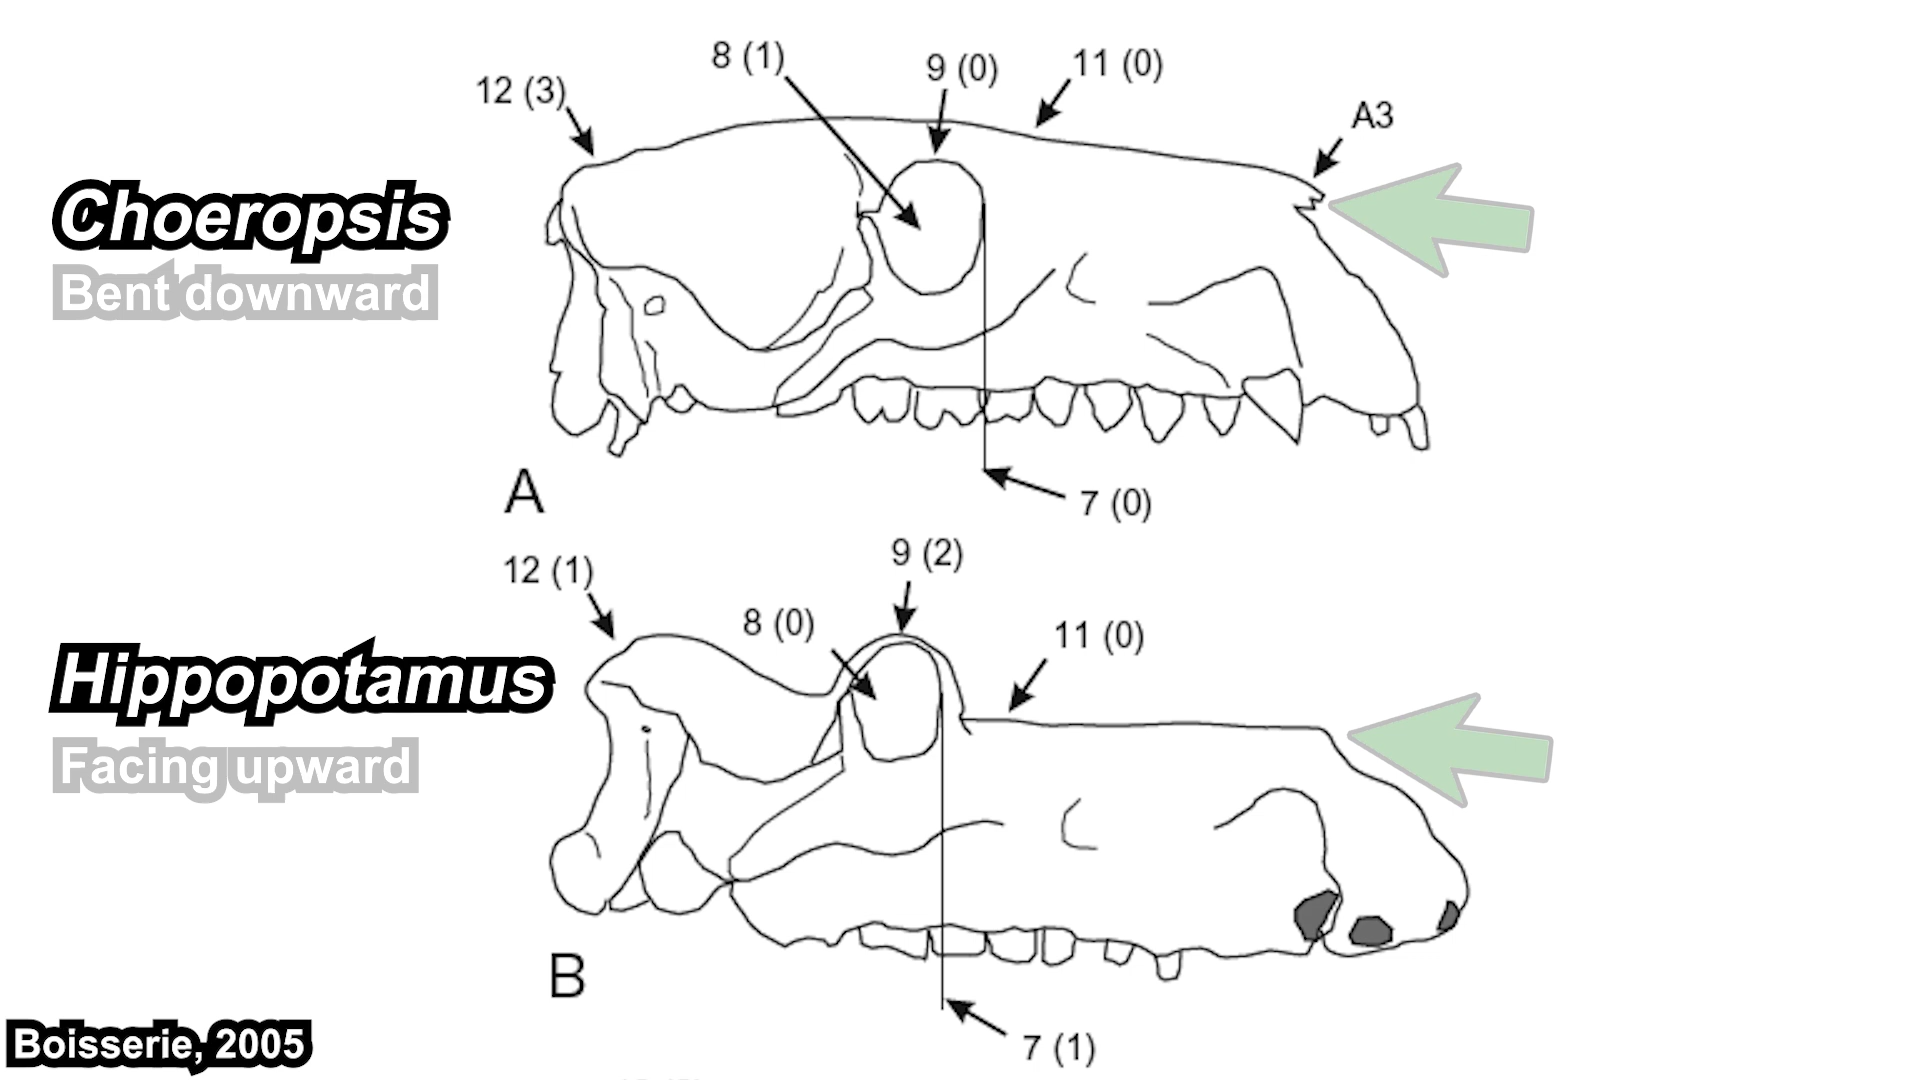 8 (1)
9 (0)
11 (0)
12 (3)
A3
Choeropsis
Bent downward
A
7 (0)
9 (2)
12 (1)
8 (0)
11 (0)
Hippopotamus
Facing upward
B
Boisserie, 2005
7 (1)